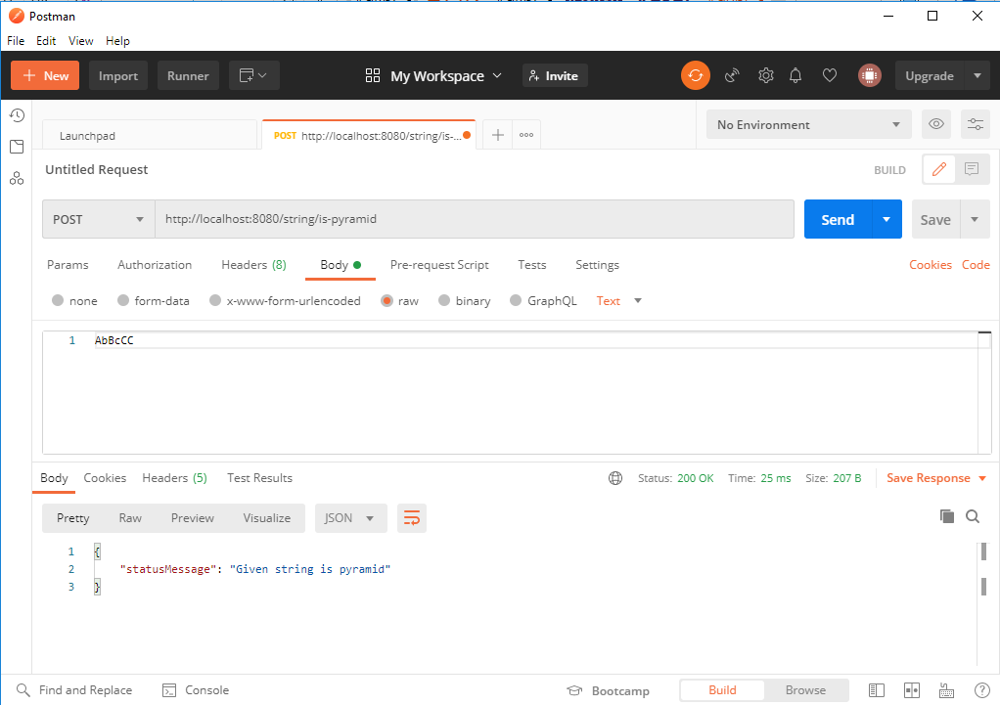 Postman
File Edit View Help
+ New Import Runner My Workspace Invite Upgrade
Launchpad POST http://localhost:8080/string/is-... + ooo No Environment
Untitled Request BUILD
POST http://localhost:8080/string/is-pyramid Send Save
Params Authorization Headers (8) Body Pre-request Script Tests Settings Cookies Code
none form-data x-www-form-urlencoded raw binary GraphQL Text
1 AbBcCC
Body Cookies Headers (5) Test Results Status: 200 OK Time: 25 ms Size: 207 B Save Response
Pretty Raw Preview Visualize JSON
1 {
2 "statusMessage": "Given string is pyramid"
3 }
Find and Replace Console Bootcamp Build Browse ?